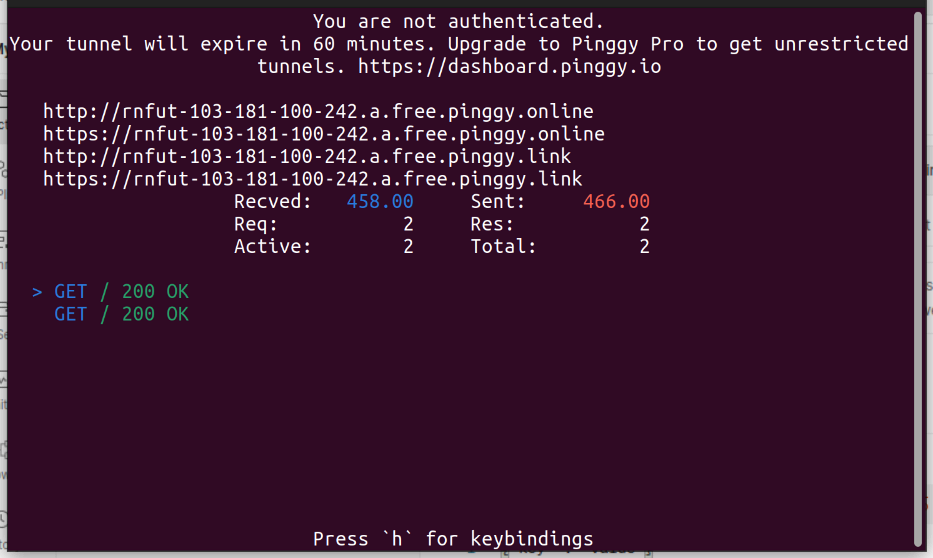 You are not authenticated.
Your tunnel will expire in 60 minutes. Upgrade to Pinggy Pro to get unrestricted
tunnels. https://dashboard.pinggy.io
http://rnfut-103-181-100-242.a.free.pinggy.online
https://rnfut-103-181-100-242.a.free.pinggy.online
http://rnfut-103-181-100-242.a.free.pinggy.link
https://rnfut-103-181-100-242.a.free.pinggy.link
Recved: 458.00 Sent: 466.00
Req: 2 Res: 2
Active: 2 Total: 2
> GET / 200 OK
GET / 200 OK
Press `h` for keybindings